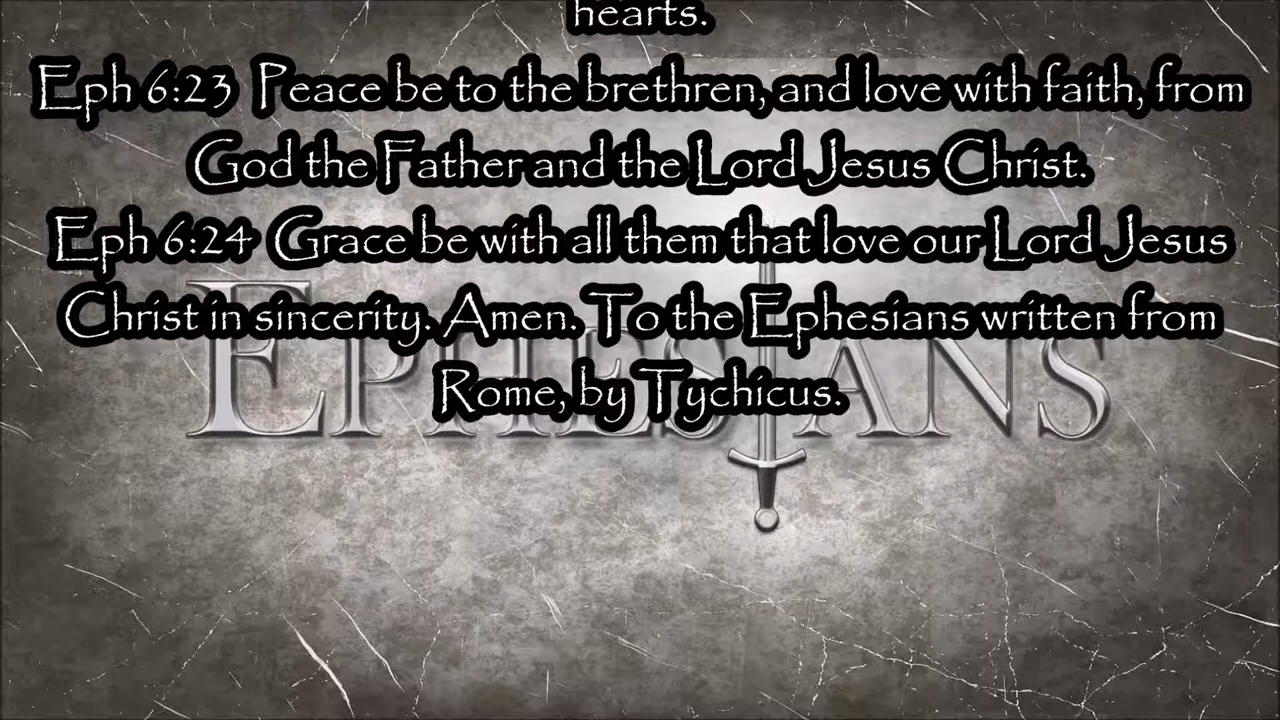 hearts.
Eph 6:23 Peace be to the brethren, and love with faith, from
God the Father and the Lord Jesus Christ.
Eph 6:24 Grace be with all them that love our Lord Jesus
Christ in sincerity. Amen. To the Ephesians written from
Rome, by Tychicus.
EPHESIANS